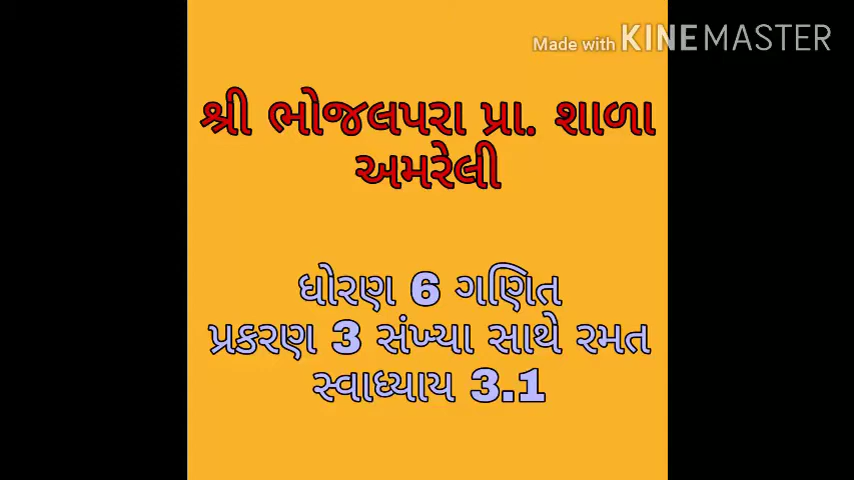 Made with KINEMASTER
શ્રી ભોજલપરા પ્રા. શાળા
અમરેલી
ધોરણ 6 ગણિત
પ્રકરણ 3 સંખ્યા સાથે રમત
સ્વાધ્યાય 3.1